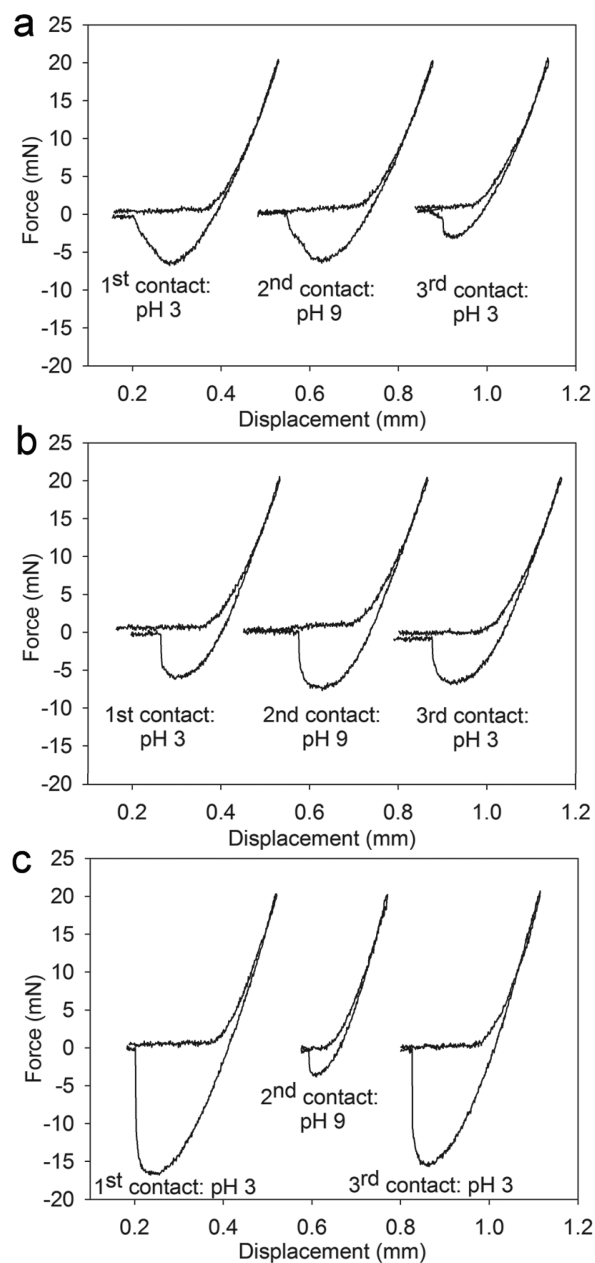 a
25
20
15
10
5
0
-5
-10
-15
-20
Force (mN)
1st contact:
pH 3
2nd contact:
pH 9
3rd contact:
pH 3
0.2 0.4 0.6 0.8 1.0 1.2
Displacement (mm)
b
25
20
15
10
5
0
-5
-10
-15
-20
Force (mN)
1st contact:
pH 3
2nd contact:
pH 9
3rd contact:
pH 3
0.2 0.4 0.6 0.8 1.0 1.2
Displacement (mm)
c
25
20
15
10
5
0
-5
-10
-15
-20
Force (mN)
2nd contact:
pH 9
1st contact: pH 3
3rd contact: pH 3
0.2 0.4 0.6 0.8 1.0 1.2
Displacement (mm)